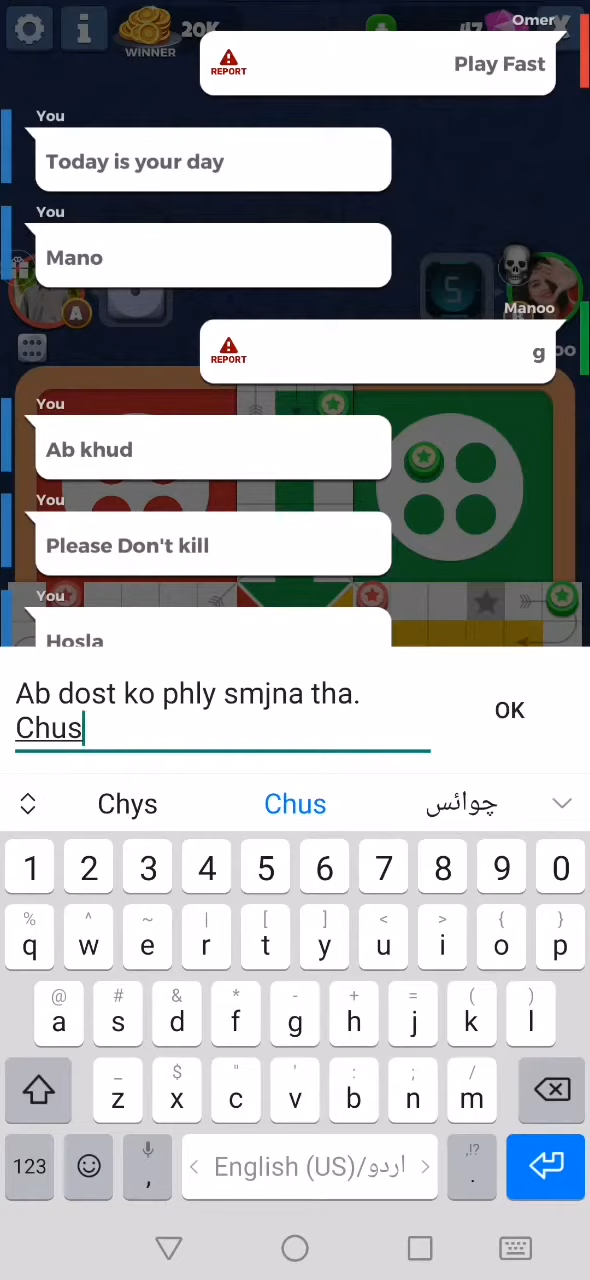 Omer
20K
WINNER
REPORT
Play Fast
You
Today is your day
You
Mano
A
5
Manoo
REPORT
g
oo
You
Ab khud
You
Please Don't kill
You
Hosla
Ab dost ko phly smjna tha.
Chus
OK
Chys Chus چوائس
1 2 3 4 5 6 7 8 9 0
% ^ ~ | [ ] < > { }
q w e r t y u i o p
@ # & * - + = ( )
a s d f g h j k l
_ $ " ' : ; /
z x c v b n m
123 , < English (US)/اردو > ,!? .